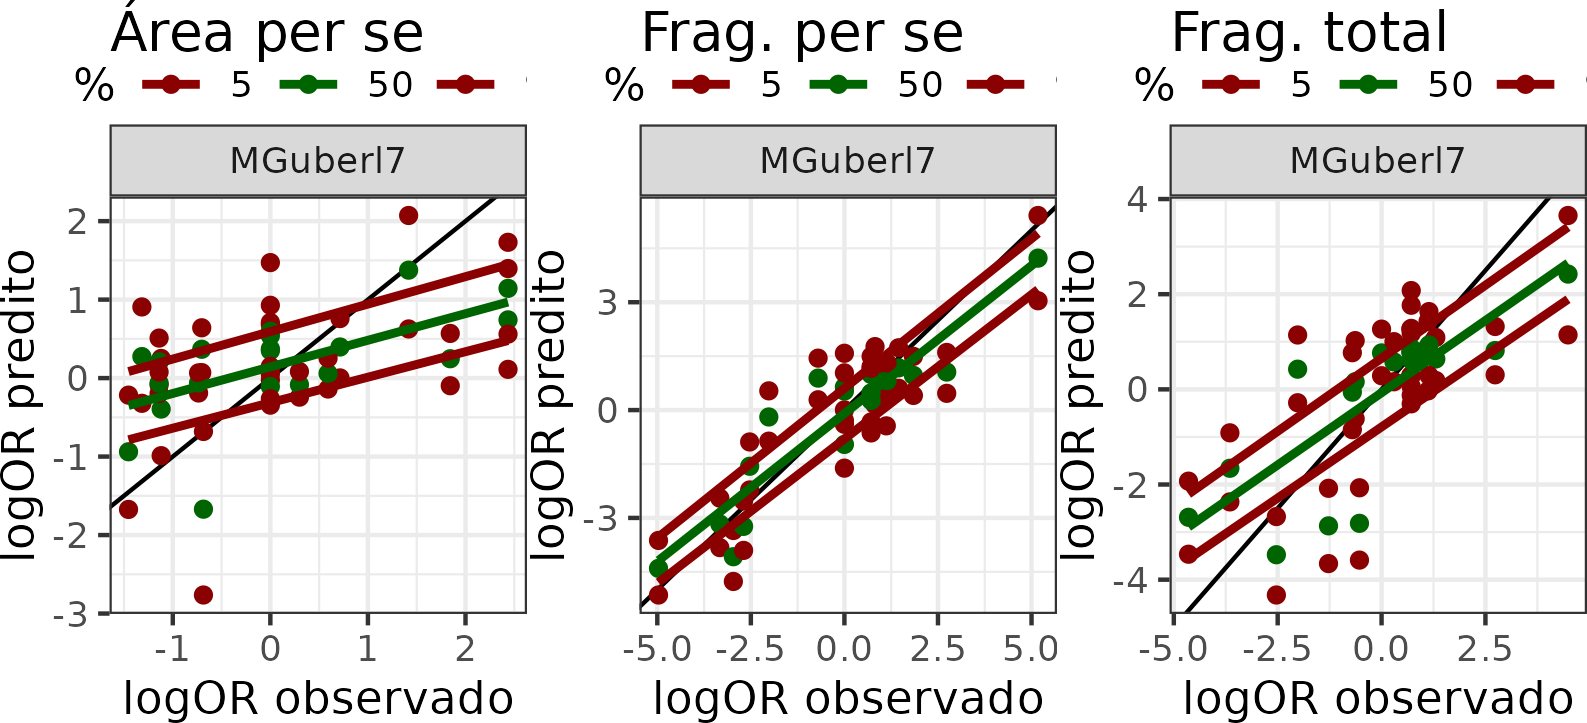 Área per se
% 5 50
MGuberl7
2
1
0
-1
-2
-3
logOR predito
-1 0 1 2
logOR observado
Frag. per se
% 5 50
MGuberl7
3
0
-3
logOR predito
-5.0 -2.5 0.0 2.5 5.0
logOR observado
Frag. total
% 5 50
MGuberl7
4
2
0
-2
-4
logOR predito
-5.0 -2.5 0.0 2.5
logOR observado